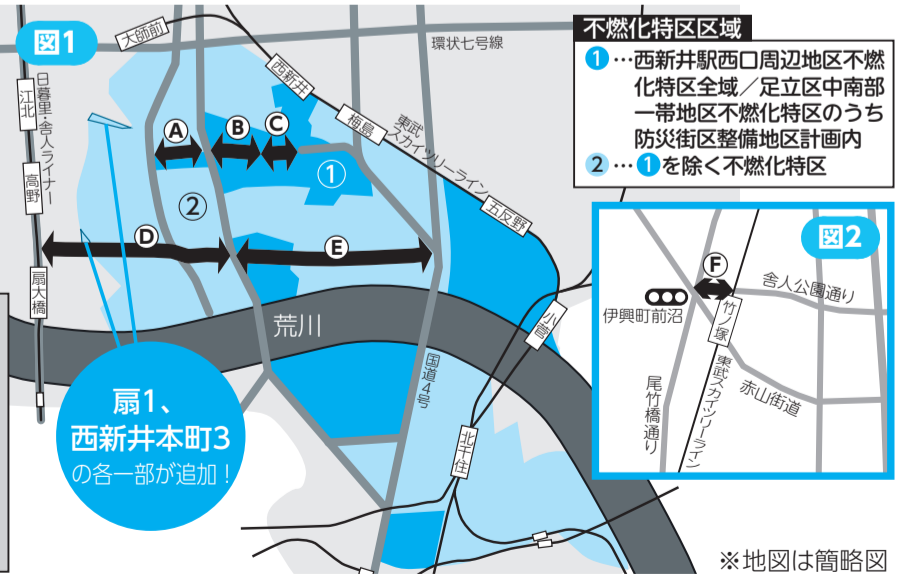 図1
大師前
環状七号線
西新井
日暮里・舎人ライナー
江北
高野
扇大橋
梅島
東武
スカイツリーライン
五反野
小菅
A
B
C
①
②
D
E
荒川
国道4号
北千住
扇1、
西新井本町3
の各一部が追加！
不燃化特区区域
①…西新井駅西口周辺地区不燃
化特区全域／足立区中南部
一帯地区不燃化特区のうち
防災街区整備地区計画内
②…①を除く不燃化特区
図2
F
伊興町前沼
舎人公園通り
竹ノ塚
東武スカイツリーライン
赤山街道
尾竹橋通り
※地図は簡略図